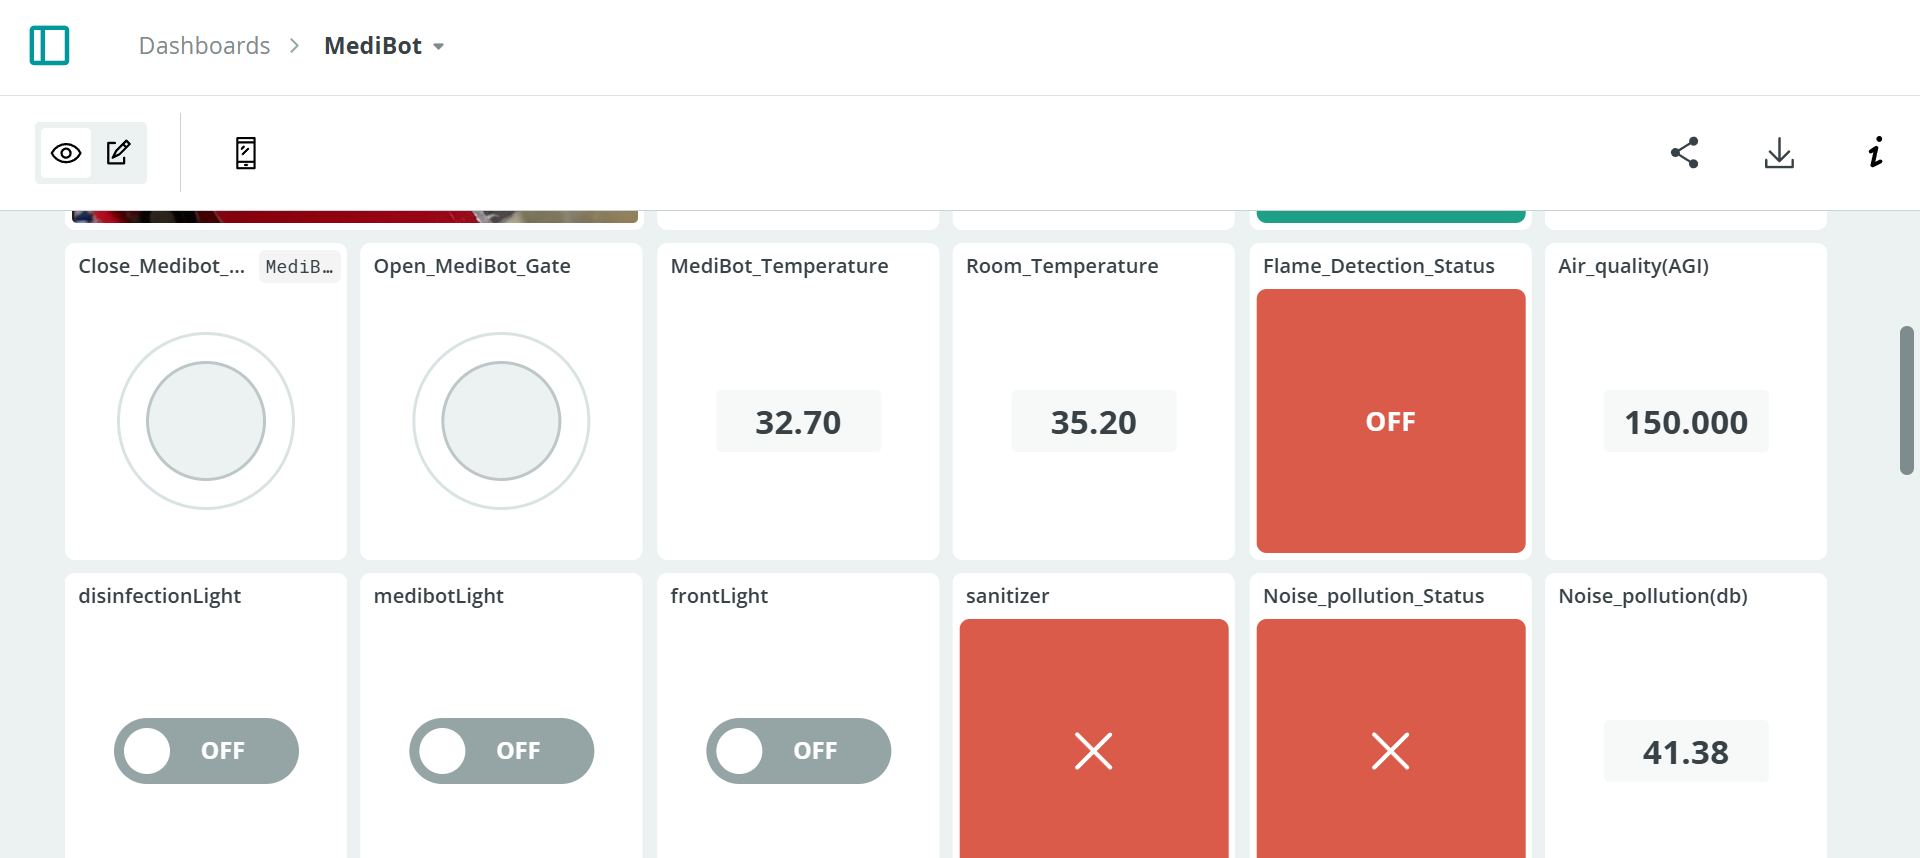 Dashboards > MediBot
Close_Medibot_... MediB…
Open_MediBot_Gate
MediBot_Temperature
Room_Temperature
Flame_Detection_Status
Air_quality(AGI)
32.70
35.20
OFF
150.000
disinfectionLight
medibotLight
frontLight
sanitizer
Noise_pollution_Status
Noise_pollution(db)
OFF
OFF
OFF
41.38